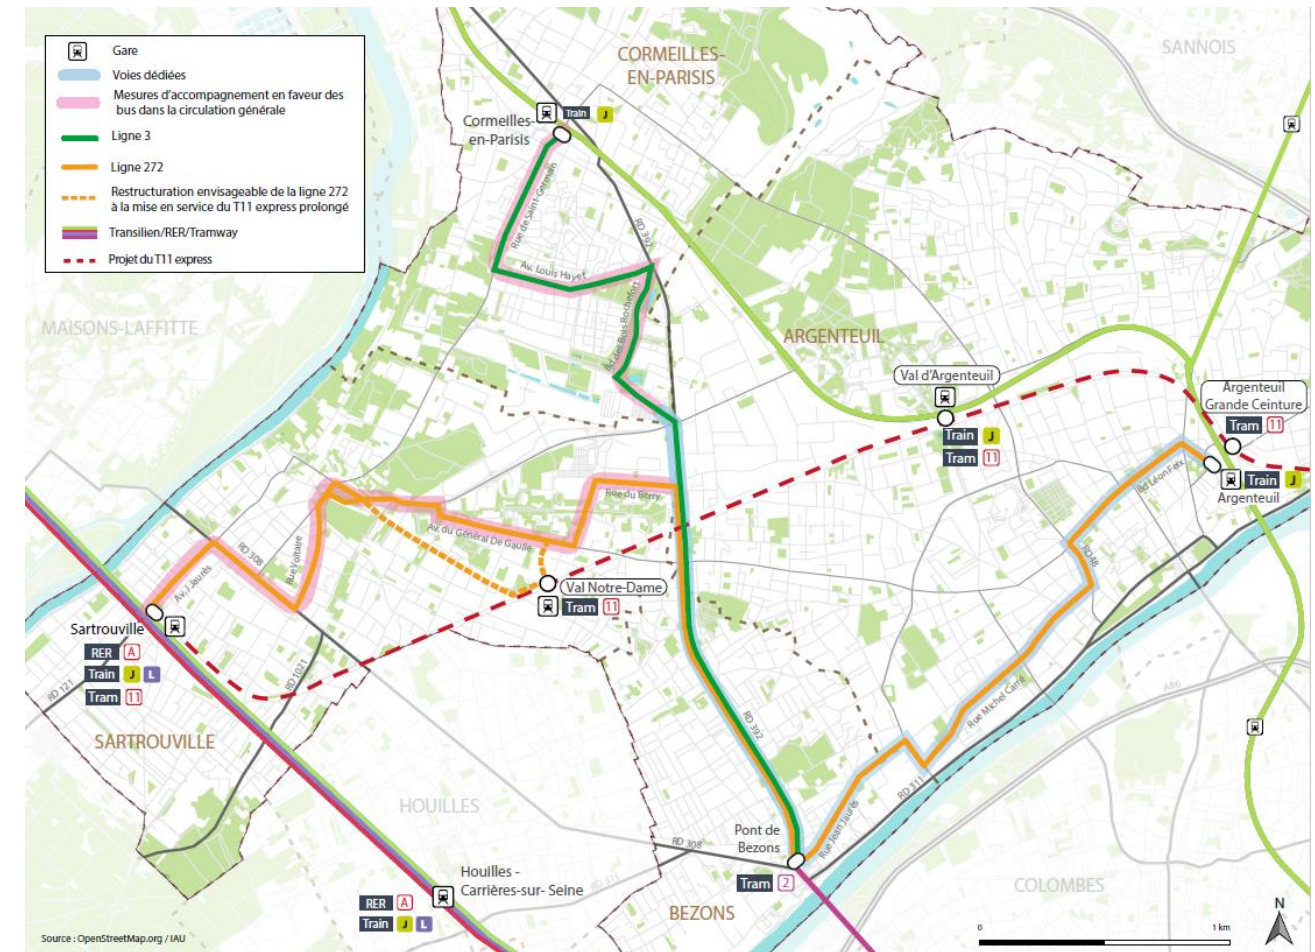 Gare
Voies dédiées
Mesures d'accompagnement en faveur des
bus dans la circulation générale
Ligne 3
Ligne 272
Restructuration envisageable de la ligne 272
à la mise en service du T11 express prolongé
Transilien/RER/Tramway
Projet du T11 express
CORMEILLES-
EN-PARISIS
SANNOIS
Train J
Cormeilles-
en-Parisis
Rue de Saint-Germain
RD 392
Av. Louis Hayet
Bd des Bois Rochefort
MAISONS-LAFFITTE
ARGENTEUIL
Val d'Argenteuil
Train J
Tram 11
Argenteuil
Grande Ceinture
Tram 11
Bd Léon Feix
Train J
Argenteuil
Rue du Berry
Av. du Général De Gaulle
RD 308
Rue Voltaire
Av. J Jaurès
RD48
Val Notre-Dame
Tram 11
Sartrouville
RER A
Train J L
Tram 11
RD 121
RD 1021
SARTROUVILLE
Rue Michel Carré
A86
RD 392
RD 311
HOUILLES
Rue Jean Jaurès
Pont de
Bezons
RD 308
Tram 2
Houilles -
Carrières-sur- Seine
RD 311
RER A
Train J L
BEZONS
COLOMBES
N
0 1 km
Source : OpenStreetMap.org / IAU